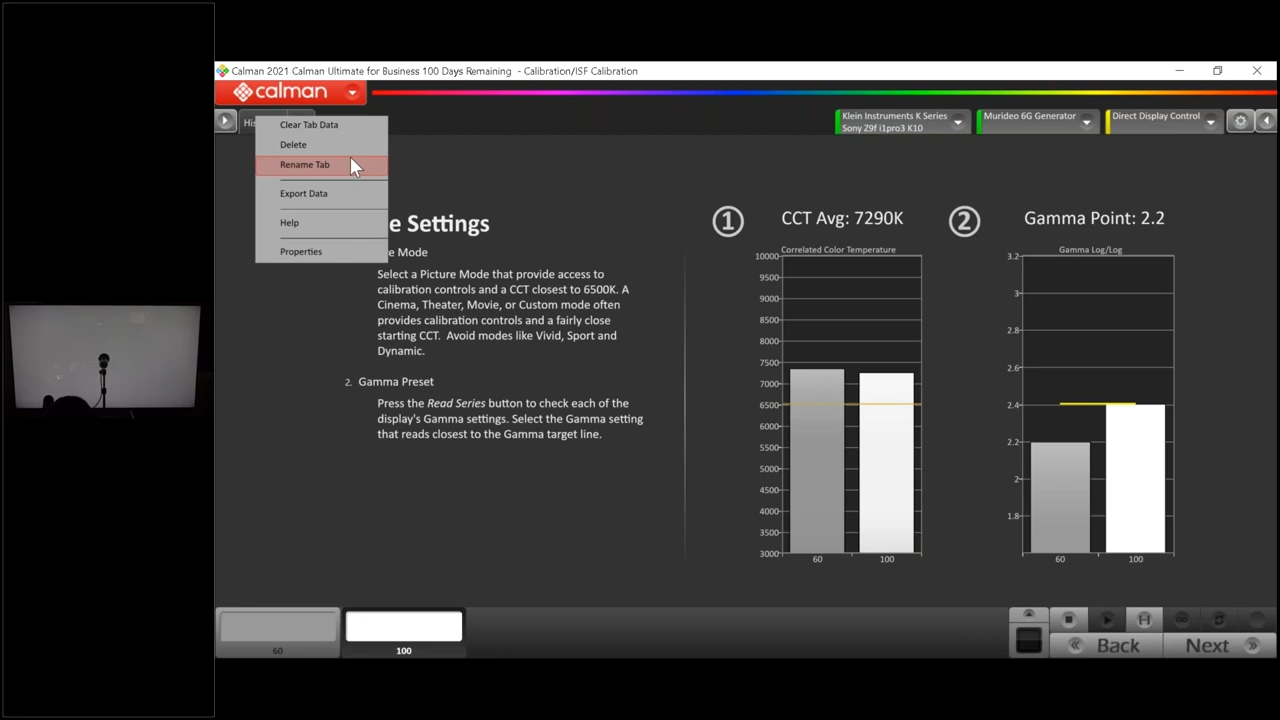 Calman 2021 Calman Ultimate for Business 100 Days Remaining - Calibration/ISF Calibration
calman
His
Klein Instruments K Series
Sony Z9f i1pro3 K10
Murideo 6G Generator
Direct Display Control
Clear Tab Data
Delete
Rename Tab
Export Data
Help
Properties
e Settings
e Mode
Select a Picture Mode that provide access to
calibration controls and a CCT closest to 6500K. A
Cinema, Theater, Movie, or Custom mode often
provides calibration controls and a fairly close
starting CCT. Avoid modes like Vivid, Sport and
Dynamic.
2. Gamma Preset
Press the Read Series button to check each of the
display's Gamma settings. Select the Gamma setting
that reads closest to the Gamma target line.
1
CCT Avg: 7290K
Correlated Color Temperature
10000
9500
9000
8500
8000
7500
7000
6500
6000
5500
5000
4500
4000
3500
3000
60
100
2
Gamma Point: 2.2
Gamma Log/Log
3.2
3
2.8
2.6
2.4
2.2
2
1.8
60
100
60
100
Back
Next